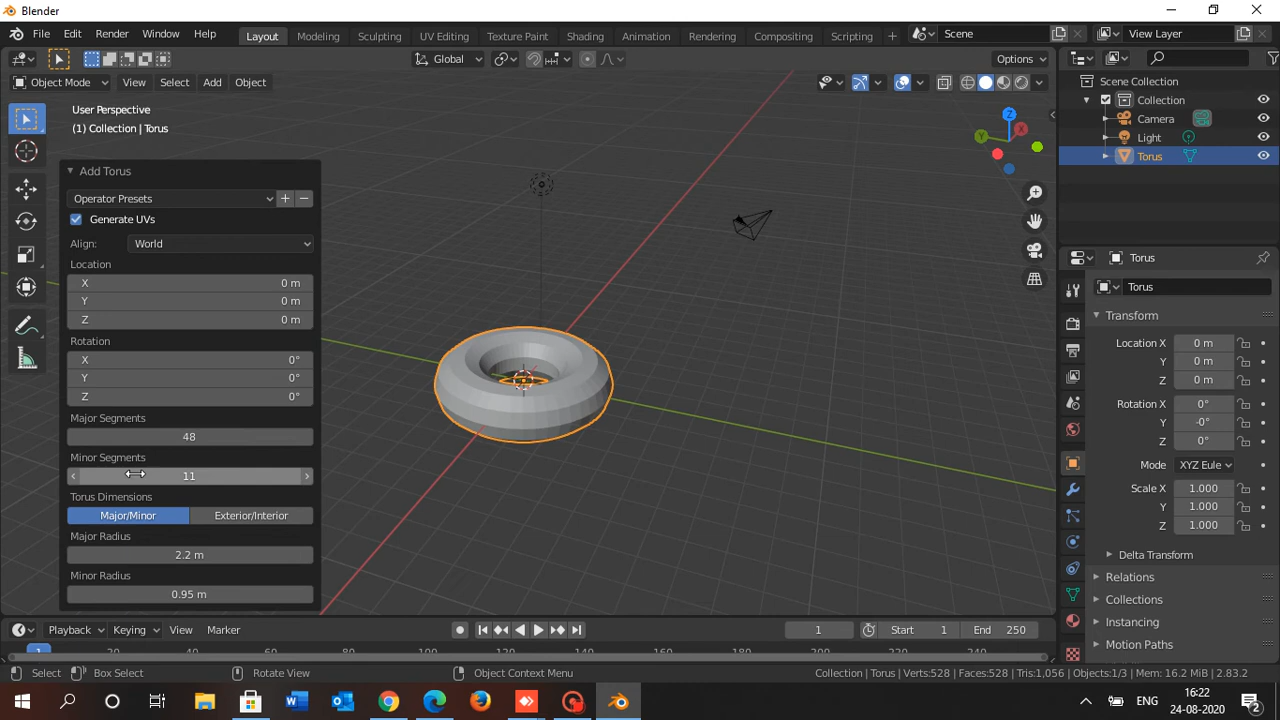 Blender
File Edit Render Window Help Layout Modeling Sculpting UV Editing Texture Paint Shading Animation Rendering Compositing Scripting + Scene View Layer
Global Options
Object Mode View Select Add Object
User Perspective
(1) Collection | Torus
Add Torus
Operator Presets
Generate UVs
Align: World
Location
X 0 m
Y 0 m
Z 0 m
Rotation
X 0°
Y 0°
Z 0°
Major Segments
48
Minor Segments
11
Torus Dimensions
Major/Minor Exterior/Interior
Major Radius
2.2 m
Minor Radius
0.95 m
Z
X
Y
Scene Collection
Collection
Camera
Light
Torus
Torus
Torus
Transform
Location X 0 m
Y 0 m
Z 0 m
Rotation X 0°
Y -0°
Z 0°
Mode XYZ Eule
Scale X 1.000
Y 1.000
Z 1.000
Delta Transform
Relations
Collections
Instancing
Motion Paths
Playback Keying View Marker 1 Start 1 End 250
1 20 40 60 80 100 120 140 160 180 200 220 240
Select Box Select Rotate View Object Context Menu Collection | Torus | Verts:528 | Faces:528 | Tris:1,056 | Objects:1/3 | Mem: 16.2 MiB | 2.83.2
ENG
16:22
24-08-2020
2